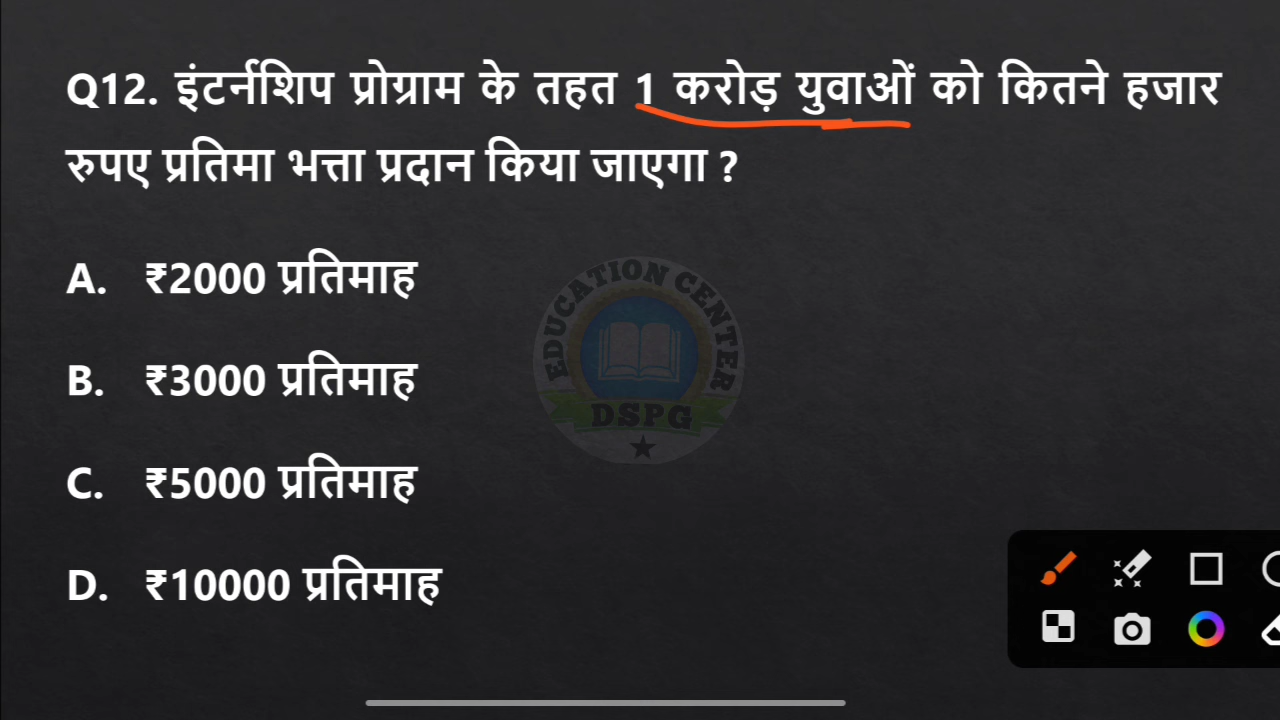 Q12. इंटर्नशिप प्रोग्राम के तहत 1 करोड़ युवाओं को कितने हजार
रुपए प्रतिमा भत्ता प्रदान किया जाएगा ?
A. ₹2000 प्रतिमाह
B. ₹3000 प्रतिमाह
C. ₹5000 प्रतिमाह
D. ₹10000 प्रतिमाह
EDUCATION CENTER
DSPG